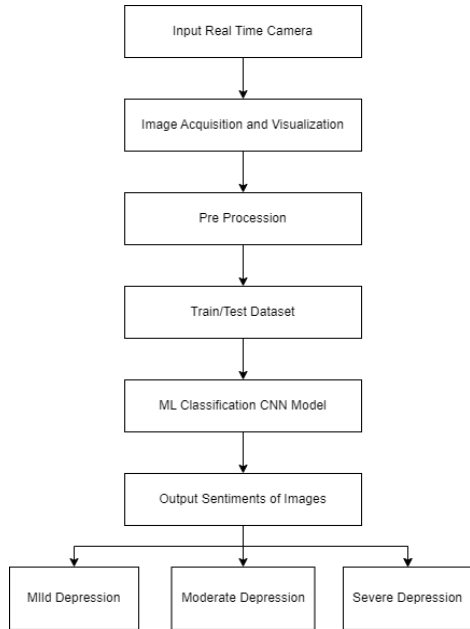 Input Real Time Camera
Image Acquisition and Visualization
Pre Procession
Train/Test Dataset
ML Classification CNN Model
Output Sentiments of Images
MIld Depression
Moderate Depression
Severe Depression